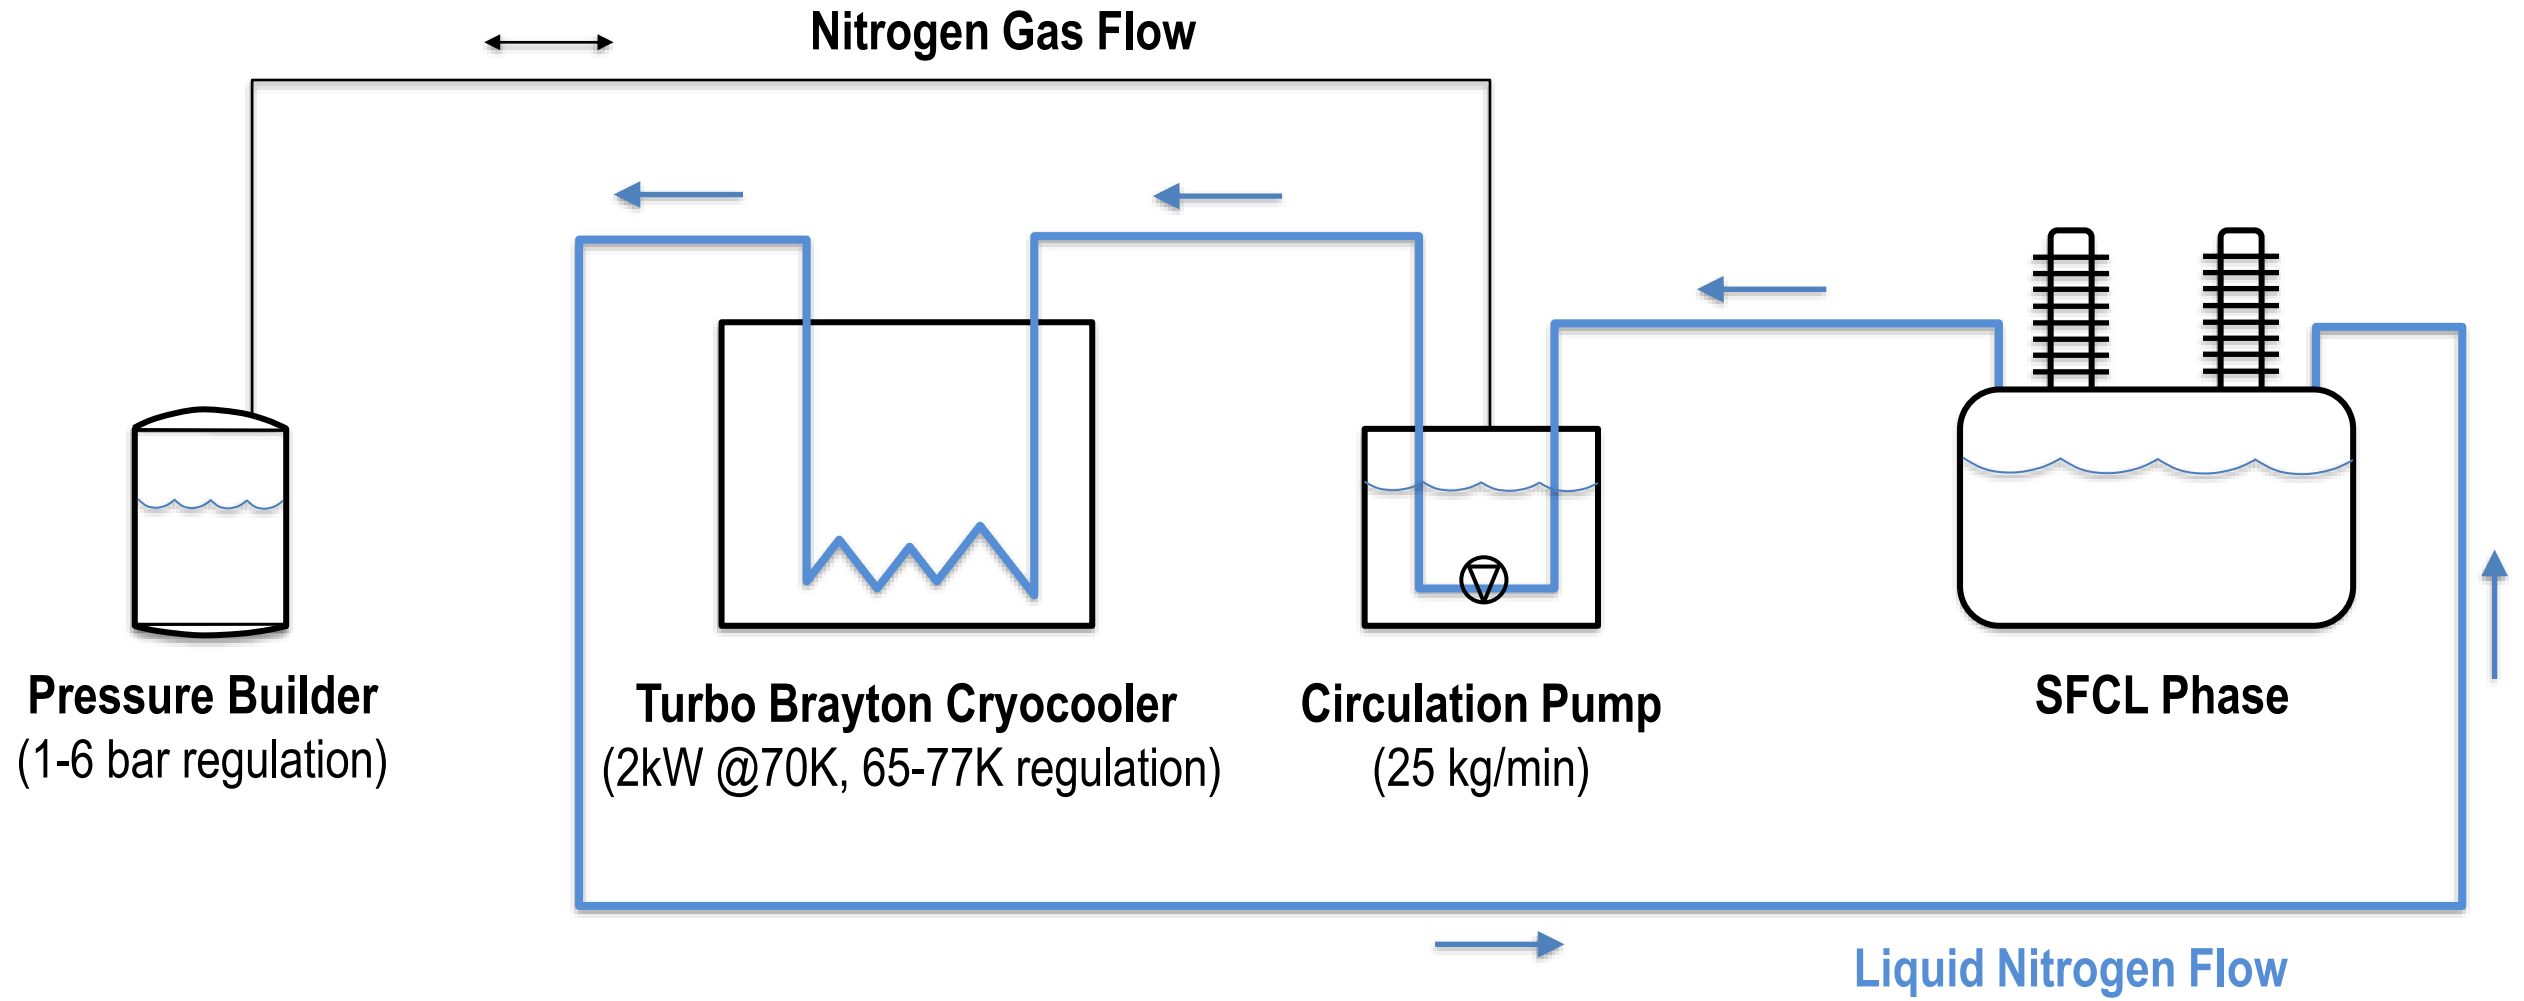 Nitrogen Gas Flow
Pressure Builder
(1-6 bar regulation)
Turbo Brayton Cryocooler
(2kW @70K, 65-77K regulation)
Circulation Pump
(25 kg/min)
SFCL Phase
Liquid Nitrogen Flow